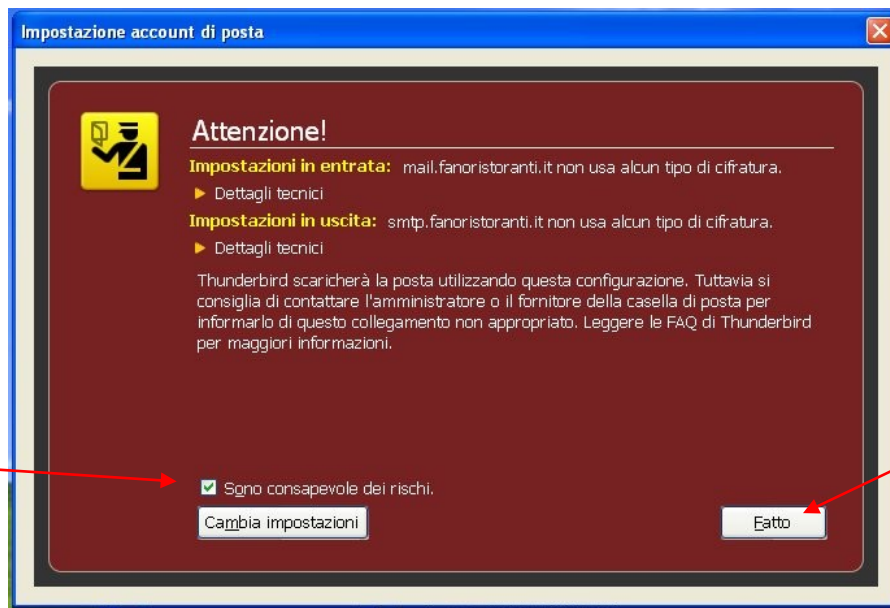 Impostazione account di posta
Attenzione!
Impostazioni in entrata: mail.fanoristoranti.it non usa alcun tipo di cifratura.
Dettagli tecnici
Impostazioni in uscita: smtp.fanoristoranti.it non usa alcun tipo di cifratura.
Dettagli tecnici
Thunderbird scaricherà la posta utilizzando questa configurazione. Tuttavia si
consiglia di contattare l'amministratore o il fornitore della casella di posta per
informarlo di questo collegamento non appropriato. Leggere le FAQ di Thunderbird
per maggiori informazioni.
Sono consapevole dei rischi.
Cambia impostazioni
Fatto